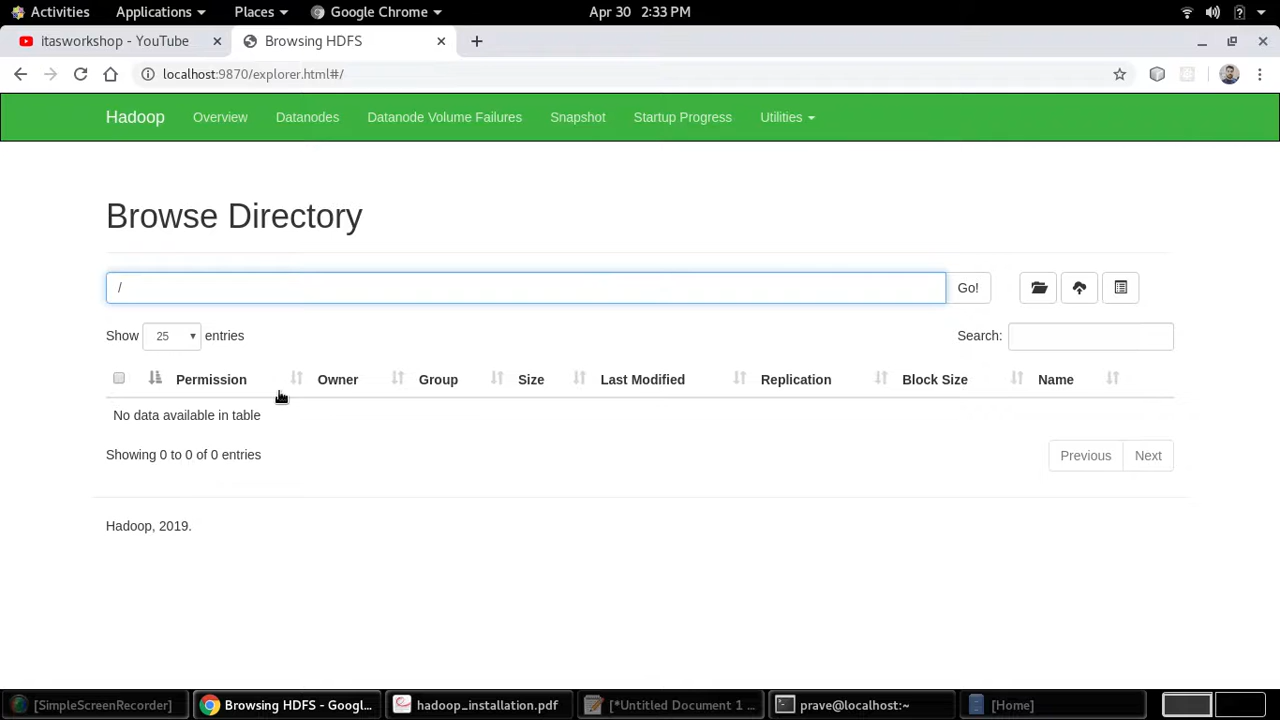 Activities Applications Places Google Chrome Apr 30 2:33 PM
itasworkshop - YouTube Browsing HDFS
localhost:9870/explorer.html#/
Hadoop Overview Datanodes Datanode Volume Failures Snapshot Startup Progress Utilities
Browse Directory
/ Go!
Show 25 entries Search:
Permission Owner Group Size Last Modified Replication Block Size Name
No data available in table
Showing 0 to 0 of 0 entries Previous Next
Hadoop, 2019.
[SimpleScreenRecorder] Browsing HDFS - Googl... hadoop_installation.pdf [*Untitled Document 1 ... prave@localhost:~ [Home]